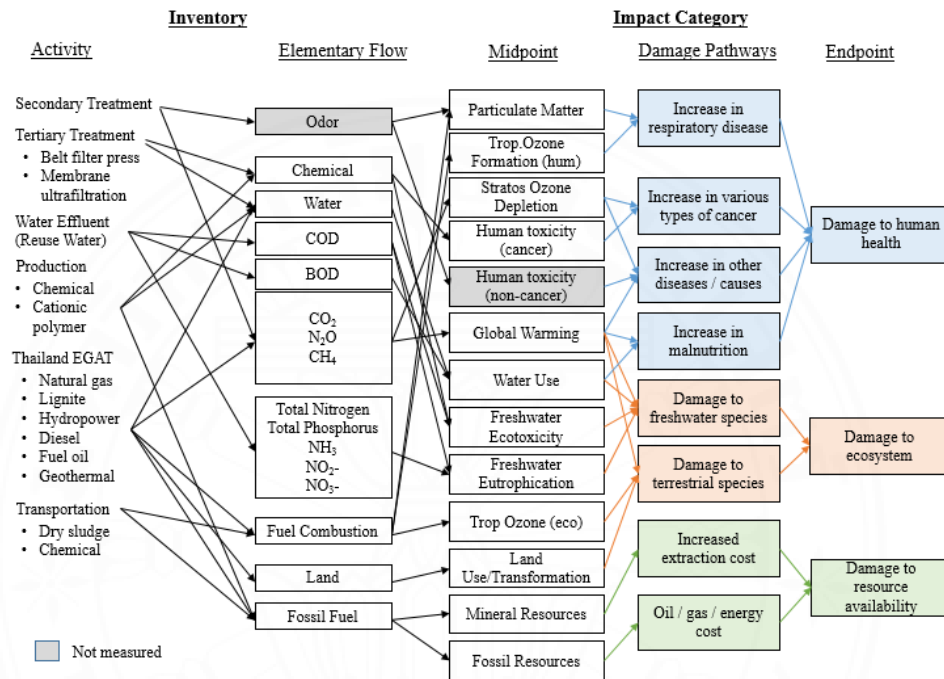 Inventory
Impact Category
Activity
Elementary Flow
Midpoint
Damage Pathways
Endpoint
Secondary Treatment
Tertiary Treatment
• Belt filter press
• Membrane
ultrafiltration
Water Effluent
(Reuse Water)
Production
• Chemical
• Cationic
polymer
Thailand EGAT
• Natural gas
• Lignite
• Hydropower
• Diesel
• Fuel oil
• Geothermal
Transportation
• Dry sludge
• Chemical
Not measured
Odor
Chemical
Water
COD
BOD
CO₂
N₂O
CH₄
Total Nitrogen
Total Phosphorus
NH₃
NO₂-
NO₃-
Fuel Combustion
Land
Fossil Fuel
Particulate Matter
Trop.Ozone
Formation (hum)
Stratos Ozone
Depletion
Human toxicity
(cancer)
Human toxicity
(non-cancer)
Global Warming
Water Use
Freshwater
Ecotoxicity
Freshwater
Eutrophication
Trop Ozone (eco)
Land
Use/Transformation
Mineral Resources
Fossil Resources
Increase in
respiratory disease
Increase in various
types of cancer
Increase in other
diseases / causes
Increase in
malnutrition
Damage to
freshwater species
Damage to
terrestrial species
Increased
extraction cost
Oil / gas / energy
cost
Damage to human
health
Damage to
ecosystem
Damage to
resource
availability